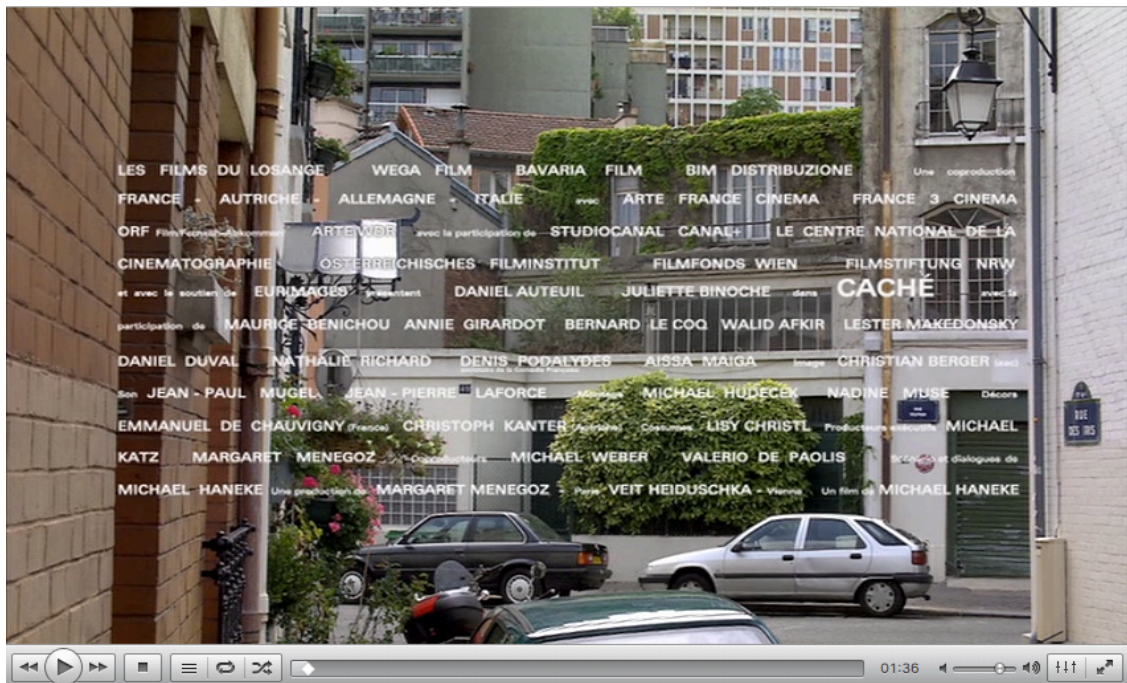 LES FILMS DU LOSANGE WEGA FILM BAVARIA FILM BIM DISTRIBUZIONE Une coproduction
FRANCE - AUTRICHE - ALLEMAGNE - ITALIE avec ARTE FRANCE CINEMA FRANCE 3 CINEMA
ORF Film/Fernseh-Abkommen ARTE/WDR avec la participation de STUDIOCANAL CANAL+ LE CENTRE NATIONAL DE LA
CINEMATOGRAPHIE ÖSTERREICHISCHES FILMINSTITUT FILMFONDS WIEN FILMSTIFTUNG NRW
et avec le soutien de EURIMAGES présentent DANIEL AUTEUIL JULIETTE BINOCHE dans CACHÉ avec la
participation de MAURICE BENICHOU ANNIE GIRARDOT BERNARD LE COQ WALID AFKIR LESTER MAKEDONSKY
DANIEL DUVAL NATHALIE RICHARD DENIS PODALYDES AISSA MAIGA Image CHRISTIAN BERGER (aac)
sociétaire de la Comédie Française
Son JEAN-PAUL MUGEL JEAN-PIERRE LAFORCE Montage MICHAEL HUDECEK NADINE MUSE Décors
EMMANUEL DE CHAUVIGNY (France) CHRISTOPH KANTER (Autriche) Costumes LISY CHRISTL Producteurs exécutifs MICHAEL
KATZ MARGARET MENEGOZ Coproducteurs MICHAEL WEBER VALERIO DE PAOLIS Scénario et dialogues de
MICHAEL HANEKE Une production de MARGARET MENEGOZ - Paris VEIT HEIDUSCHKA - Vienna Un film de MICHAEL HANEKE
RUE
DES IRIS
01:36